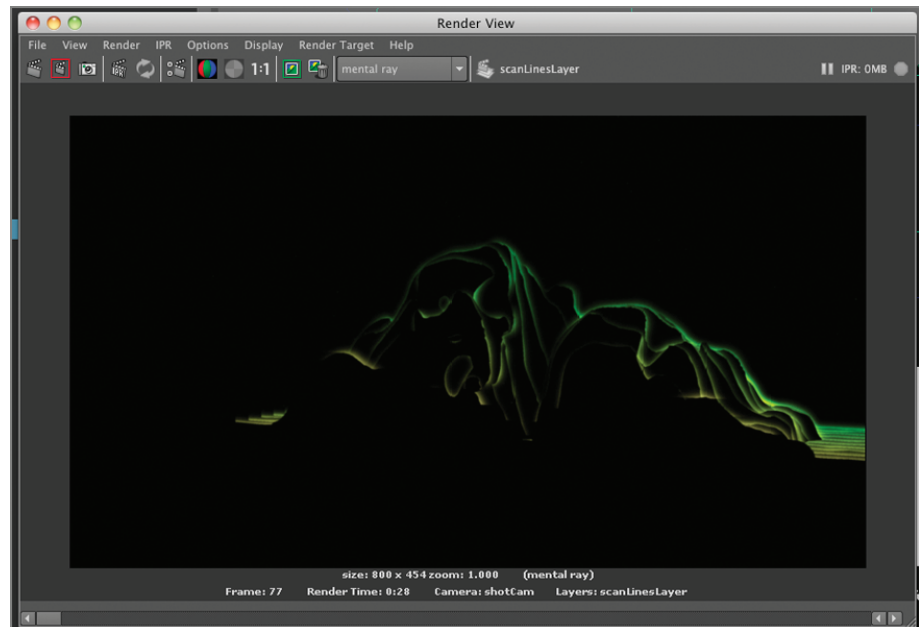 Render View
File View Render IPR Options Display Render Target Help
IPR 1:1 mental ray scanLinesLayer IPR: 0MB
size: 800 x 454 zoom: 1.000 (mental ray)
Frame: 77 Render Time: 0:28 Camera: shotCam Layers: scanLinesLayer